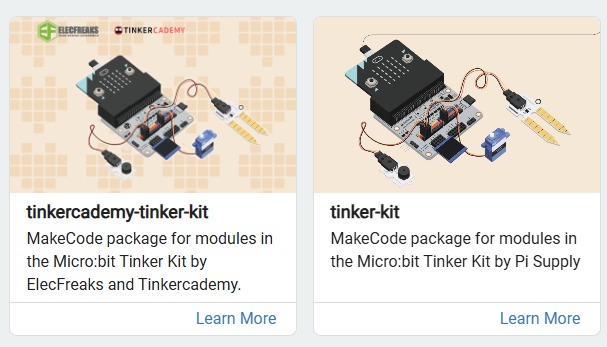 ELECFREAKS TINKERCADEMY
tinkercademy-tinker-kit
MakeCode package for modules in
the Micro:bit Tinker Kit by
ElecFreaks and Tinkercademy.
Learn More
tinker-kit
MakeCode package for modules in
the Micro:bit Tinker Kit by Pi Supply
Learn More